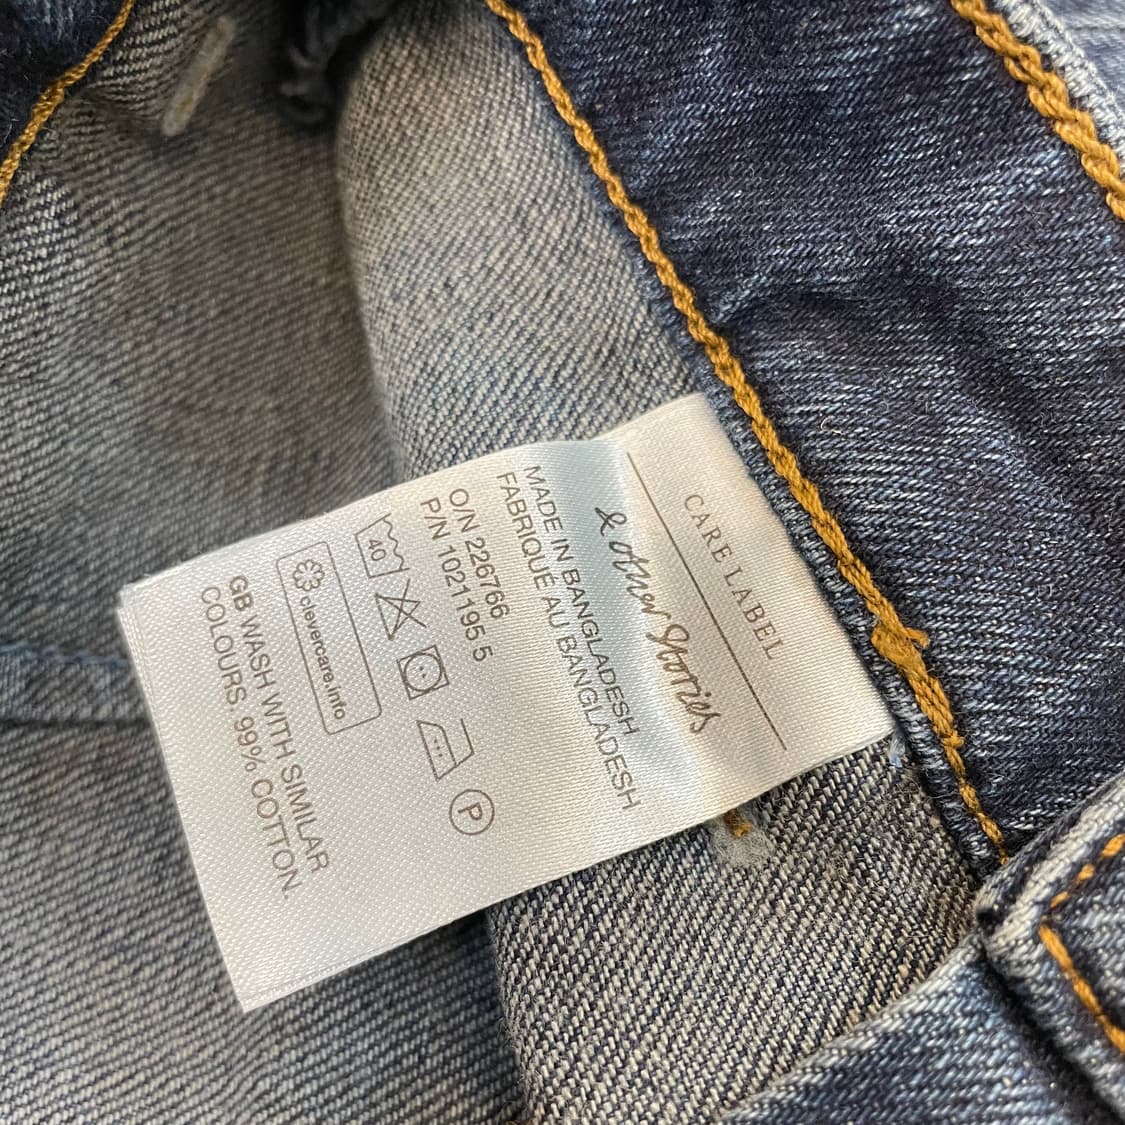 CARE LABEL
& Other Stories
MADE IN BANGLADESH
FABRIQUÉ AU BANGLADESH
O/N 226766
P/N 1021195 5
40
P
clevercare.info
GB WASH WITH SIMILAR
COLOURS. 99% COTTON.